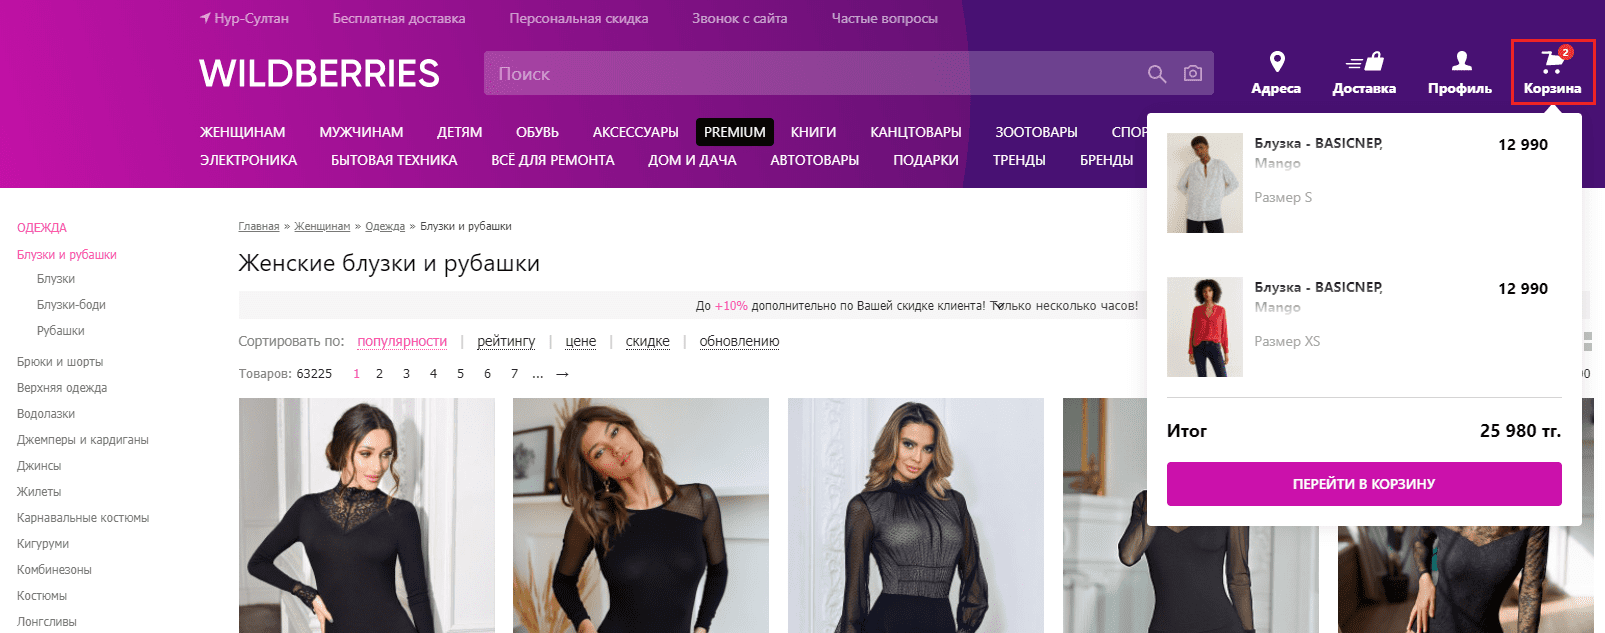 Нур-Султан Бесплатная доставка Персональная скидка Звонок с сайта Частые вопросы
WILDBERRIES
Поиск
Адреса Доставка Профиль Корзина
2
ЖЕНЩИНАМ МУЖЧИНАМ ДЕТЯМ ОБУВЬ АКСЕССУАРЫ PREMIUM КНИГИ КАНЦТОВАРЫ ЗООТОВАРЫ СПОР
ЭЛЕКТРОНИКА БЫТОВАЯ ТЕХНИКА ВСЁ ДЛЯ РЕМОНТА ДОМ И ДАЧА АВТОТОВАРЫ ПОДАРКИ ТРЕНДЫ БРЕНДЫ
Блузка - BASICNEP, 12 990
Mango
Размер S
Блузка - BASICNEP, 12 990
Mango
Размер XS
Итог 25 980 тг.
ПЕРЕЙТИ В КОРЗИНУ
ОДЕЖДА
Блузки и рубашки
Блузки
Блузки-боди
Рубашки
Брюки и шорты
Верхняя одежда
Водолазки
Джемперы и кардиганы
Джинсы
Жилеты
Карнавальные костюмы
Кигуруми
Комбинезоны
Костюмы
Лонгсливы
Главная » Женщинам » Одежда » Блузки и рубашки
Женские блузки и рубашки
До +10% дополнительно по Вашей скидке клиента! Только несколько часов!
Сортировать по: популярности | рейтингу | цене | скидке | обновлению
Товаров: 63225 1 2 3 4 5 6 7 ... →